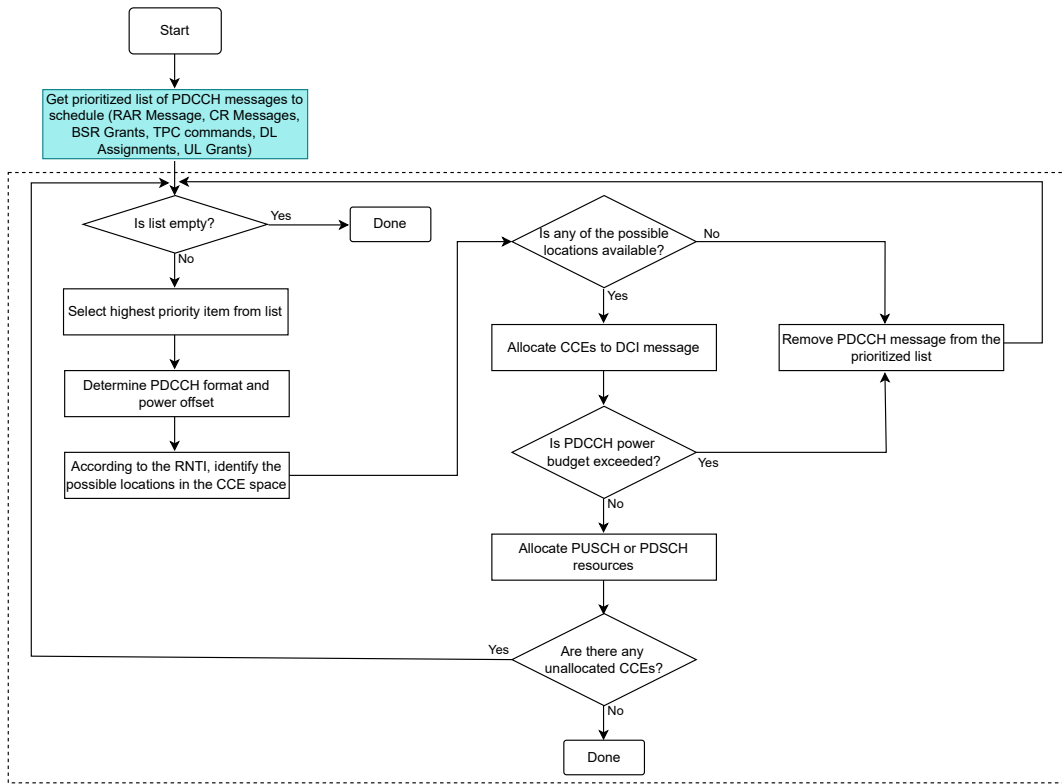 Start
Get prioritized list of PDCCH messages to
schedule (RAR Message, CR Messages,
BSR Grants, TPC commands, DL
Assignments, UL Grants)
Is list empty?
Yes
Done
No
Select highest priority item from list
Determine PDCCH format and
power offset
According to the RNTI, identify the
possible locations in the CCE space
Is any of the possible
locations available?
No
Yes
Allocate CCEs to DCI message
Remove PDCCH message from the
prioritized list
Is PDCCH power
budget exceeded?
Yes
No
Allocate PUSCH or PDSCH
resources
Are there any
unallocated CCEs?
Yes
No
Done